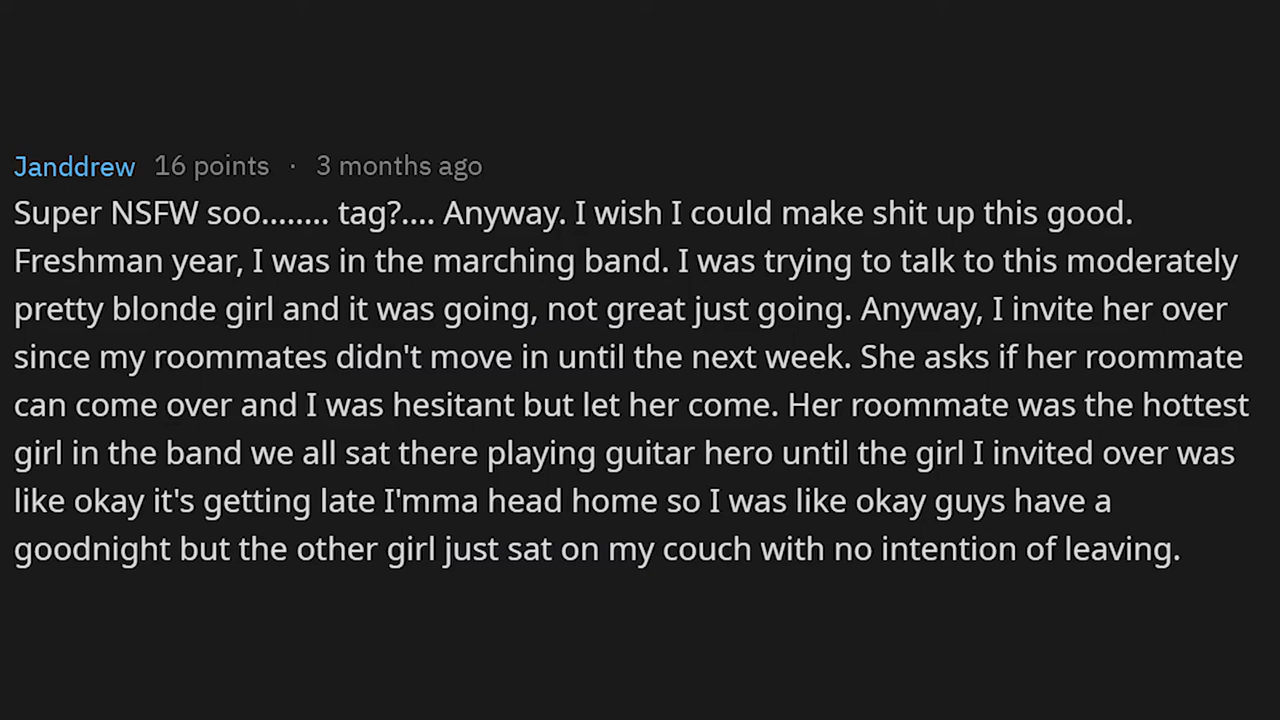 Janddrew 16 points · 3 months ago
Super NSFW soo........ tag?.... Anyway. I wish I could make shit up this good.
Freshman year, I was in the marching band. I was trying to talk to this moderately
pretty blonde girl and it was going, not great just going. Anyway, I invite her over
since my roommates didn't move in until the next week. She asks if her roommate
can come over and I was hesitant but let her come. Her roommate was the hottest
girl in the band we all sat there playing guitar hero until the girl I invited over was
like okay it's getting late I'mma head home so I was like okay guys have a
goodnight but the other girl just sat on my couch with no intention of leaving.